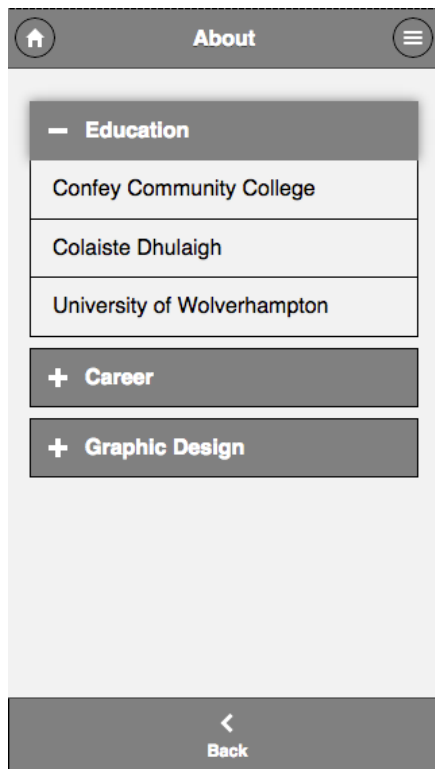 About
Education
Confey Community College
Colaiste Dhulaigh
University of Wolverhampton
Career
Graphic Design
Back